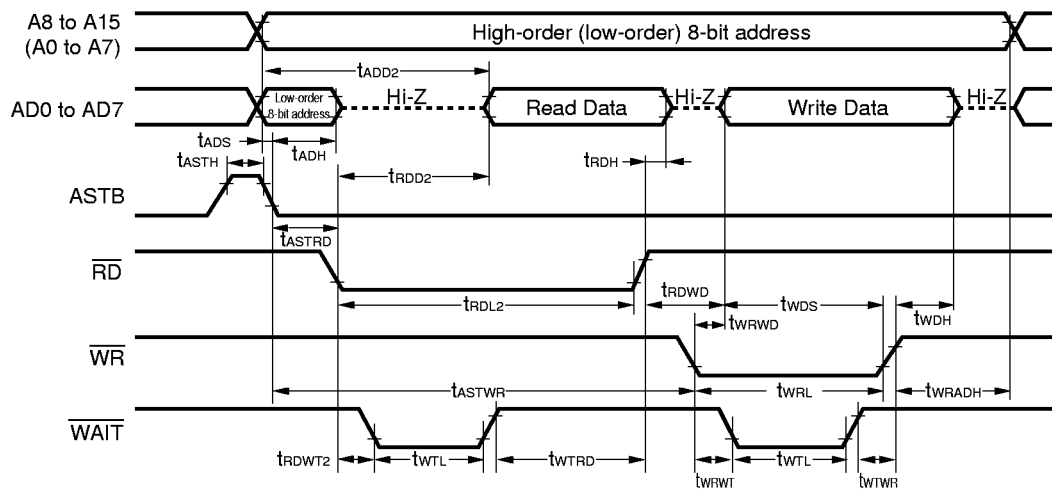 A8 to A15
(A0 to A7)
High-order (low-order) 8-bit address
tADD2
AD0 to AD7
Low-order
8-bit address
Hi-Z
Read Data
Hi-Z
Write Data
Hi-Z
tADS
tADH
tASTH
tRDD2
tRDH
ASTB
tASTRD
RD
tRDL2
tRDWD
tWDS
tWDH
tWRWD
WR
tASTWR
tWRL
tWRADH
WAIT
tRDWT2
tWTL
tWTRD
tWRWT
tWTL
tWTWR